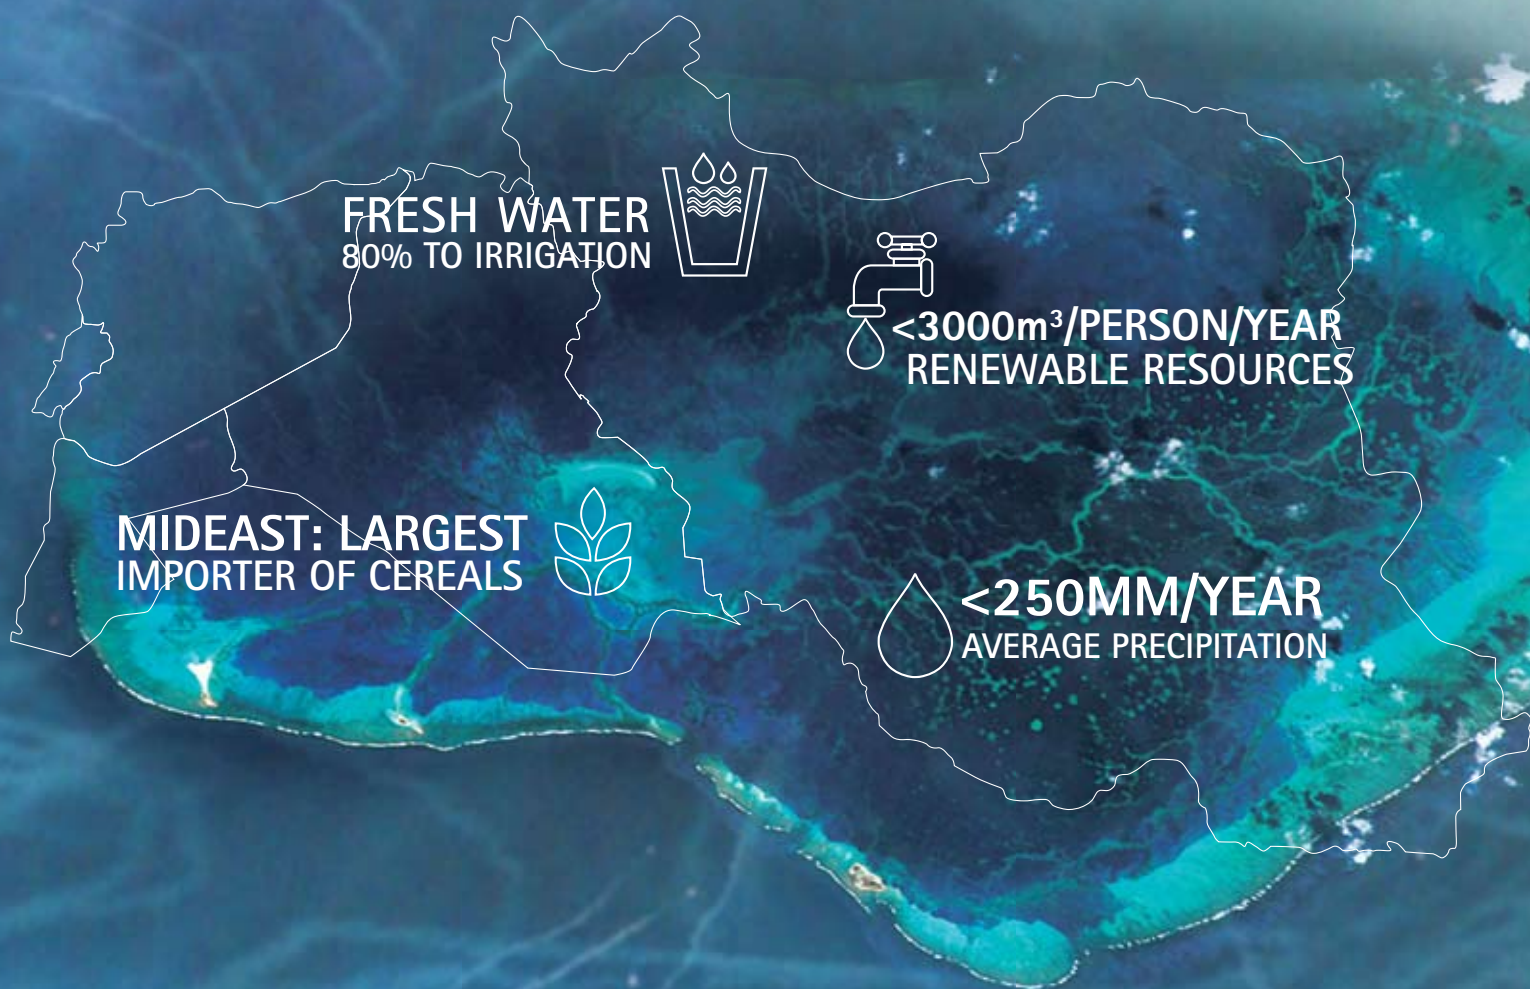 FRESH WATER
80% TO IRRIGATION
<3000m³/PERSON/YEAR
RENEWABLE RESOURCES
MIDEAST: LARGEST
IMPORTER OF CEREALS
<250MM/YEAR
AVERAGE PRECIPITATION